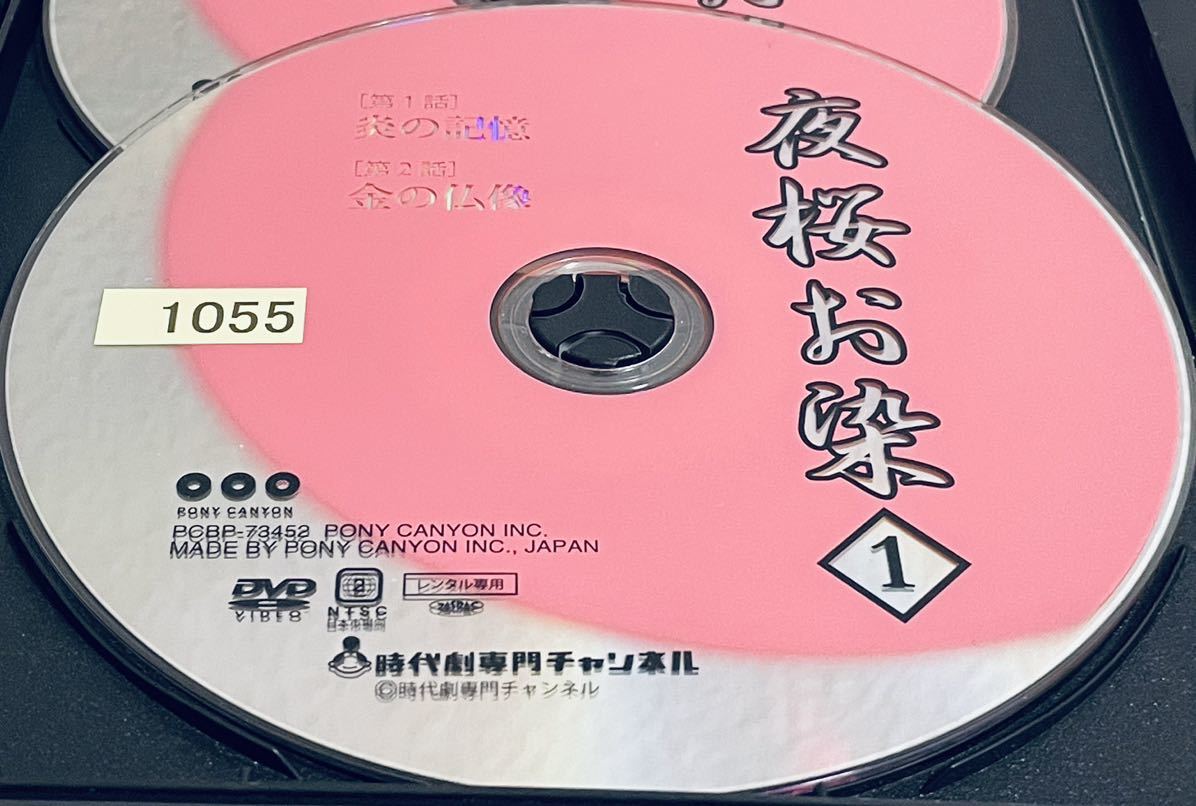 夜桜お染
1
[第1話]
炎の記憶
[第2話]
金の仏像
1055
PONY CANYON
PCBP-73452 PONY CANYON INC.
MADE BY PONY CANYON INC., JAPAN
DVD
VIDEO
2
NTSC
日本市場向
レンタル専用
時代劇専門チャンネル
©時代劇専門チャンネル